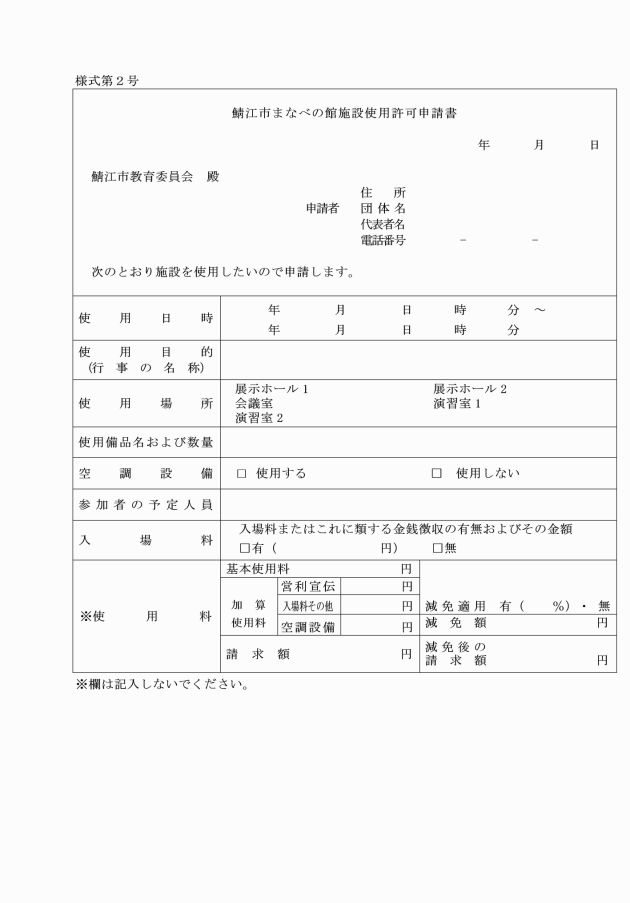 様式第２号
鯖江市まなべの館施設使用許可申請書
年　月　日
鯖江市教育委員会　殿
住　所
申請者　団体名
代表者名
電話番号　－　－
次のとおり施設を使用したいので申請します。
使用日時　年　月　日　時　分　～
年　月　日　時　分
使用目的
（行事の名称）
使用場所
展示ホール１　展示ホール２
会議室　演習室１
演習室２
使用備品名および数量
空調設備　□　使用する　□　使用しない
参加者の予定人員
入場料
入場料またはこれに類する金銭徴収の有無およびその金額
□有（　円）　□無
※使用料
基本使用料　円
加算使用料
営利宣伝　円
入場料その他　円
空調設備　円
減免適用　有（　％）・　無
減免額　円
請求額　円
減免後の
請求額　円
※欄は記入しないでください。